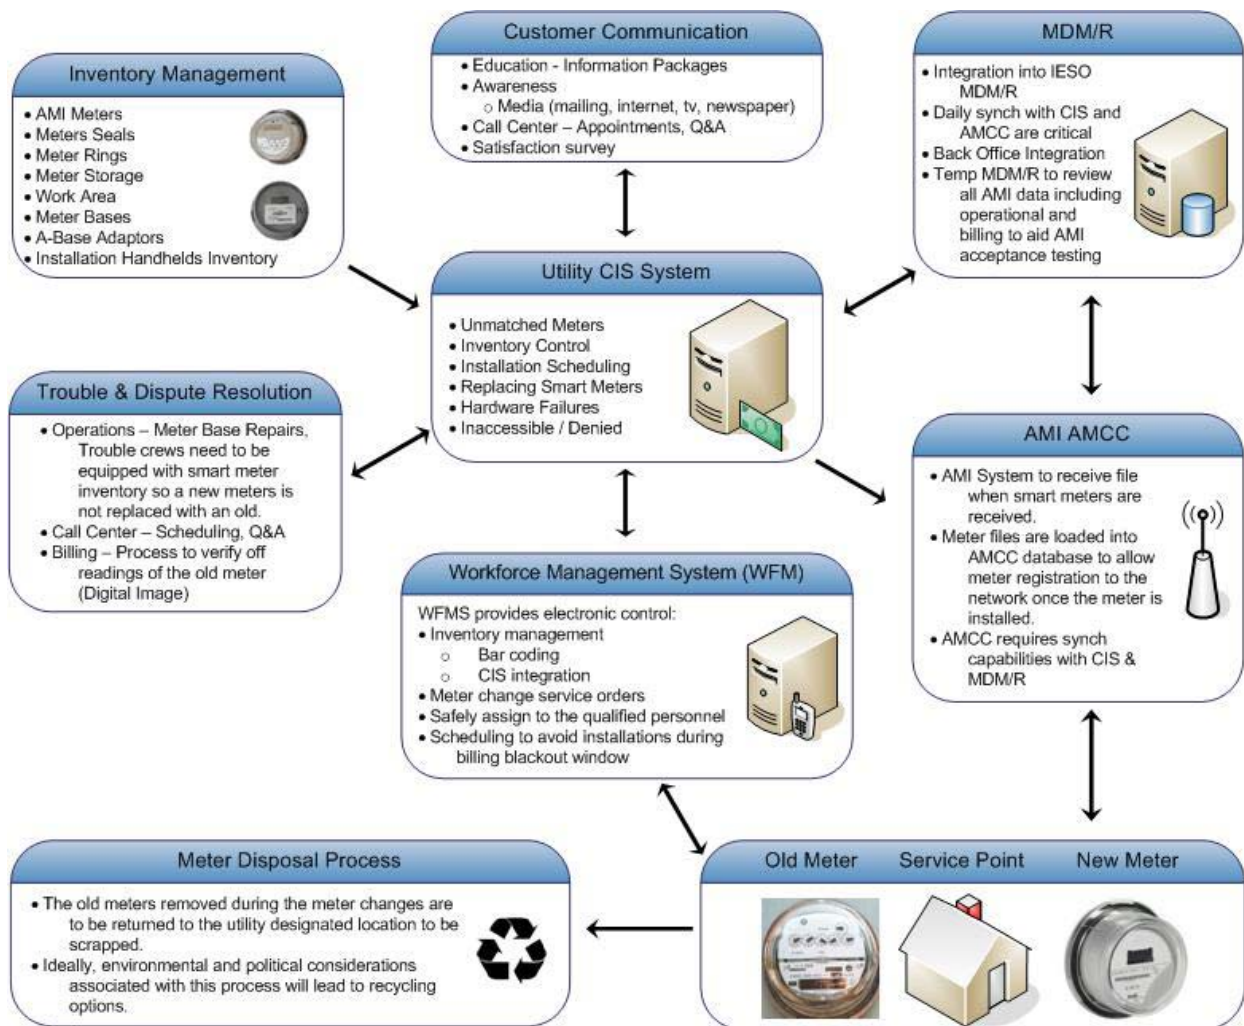 Customer Communication
• Education - Information Packages
• Awareness
o Media (mailing, internet, tv, newspaper)
• Call Center – Appointments, Q&A
• Satisfaction survey
MDM/R
• Integration into IESO
MDM/R
• Daily synch with CIS and
AMCC are critical
• Back Office Integration
• Temp MDM/R to review
all AMI data including
operational and
billing to aid AMI
acceptance testing
Inventory Management
• AMI Meters
• Meters Seals
• Meter Rings
• Meter Storage
• Work Area
• Meter Bases
• A-Base Adaptors
• Installation Handhelds Inventory
Utility CIS System
• Unmatched Meters
• Inventory Control
• Installation Scheduling
• Replacing Smart Meters
• Hardware Failures
• Inaccessible / Denied
Trouble & Dispute Resolution
• Operations – Meter Base Repairs,
Trouble crews need to be
equipped with smart meter
inventory so a new meters is
not replaced with an old.
• Call Center – Scheduling, Q&A
• Billing – Process to verify off
readings of the old meter
(Digital Image)
AMI AMCC
• AMI System to receive file
when smart meters are
received.
• Meter files are loaded into
AMCC database to allow
meter registration to the
network once the meter is
installed.
• AMCC requires synch
capabilities with CIS &
MDM/R
Workforce Management System (WFM)
WFMS provides electronic control:
• Inventory management
o Bar coding
o CIS integration
• Meter change service orders
• Safely assign to the qualified personnel
• Scheduling to avoid installations during
billing blackout window
Meter Disposal Process
• The old meters removed during the meter changes are
to be returned to the utility designated location to be
scrapped.
• Ideally, environmental and political considerations
associated with this process will lead to recycling
options.
Old Meter Service Point New Meter